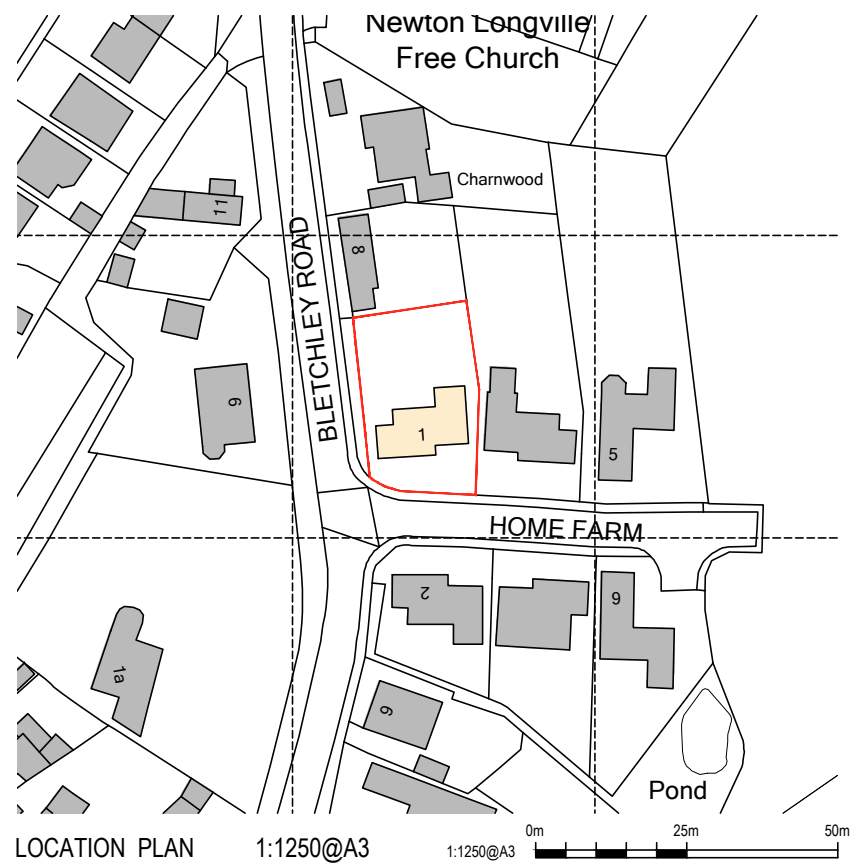 Newton Longville
Free Church
Charnwood
11
8
BLETCHLEY ROAD
9
1
5
HOME FARM
2
6
1a
6
Pond
LOCATION PLAN
1:1250@A3
1:1250@A3
0m
25m
50m